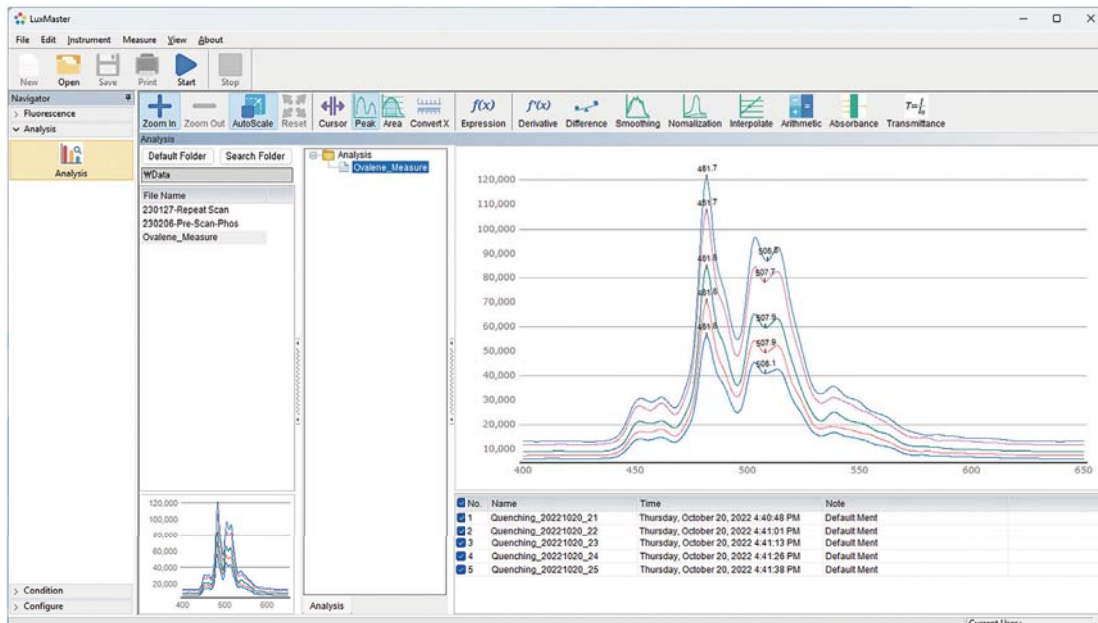 LuxMaster
File Edit Instrument Measure View About
New Open Save Print Start Stop
Navigator
> Fluorescence
Analysis
Analysis
> Condition
> Configure
Zoom In Zoom Out AutoScale Reset Cursor Peak Area Convert X Expression Derivative Difference Smoothing Nomalization Interpolate Arithmetic Absorbance Transmittance
f(x) f'(x)
Analysis
Default Folder Search Folder
₩Data
File Name
230127-Repeat Scan
230206-Pre-Scan-Phos
Ovalene_Measure
120,000
100,000
80,000
60,000
40,000
20,000
400 500 600
Analysis
Ovalene_Measure
Analysis
120,000
110,000
100,000
90,000
80,000
70,000
60,000
50,000
40,000
30,000
20,000
10,000
400 450 500 550 600 650
481.7
481.7
507.7
507.9
507.9
508.1
No. Name Time Note
1 Quenching_20221020_21 Thursday, October 20, 2022 4:40:48 PM Default Ment
2 Quenching_20221020_22 Thursday, October 20, 2022 4:41:01 PM Default Ment
3 Quenching_20221020_23 Thursday, October 20, 2022 4:41:13 PM Default Ment
4 Quenching_20221020_24 Thursday, October 20, 2022 4:41:26 PM Default Ment
5 Quenching_20221020_25 Thursday, October 20, 2022 4:41:38 PM Default Ment